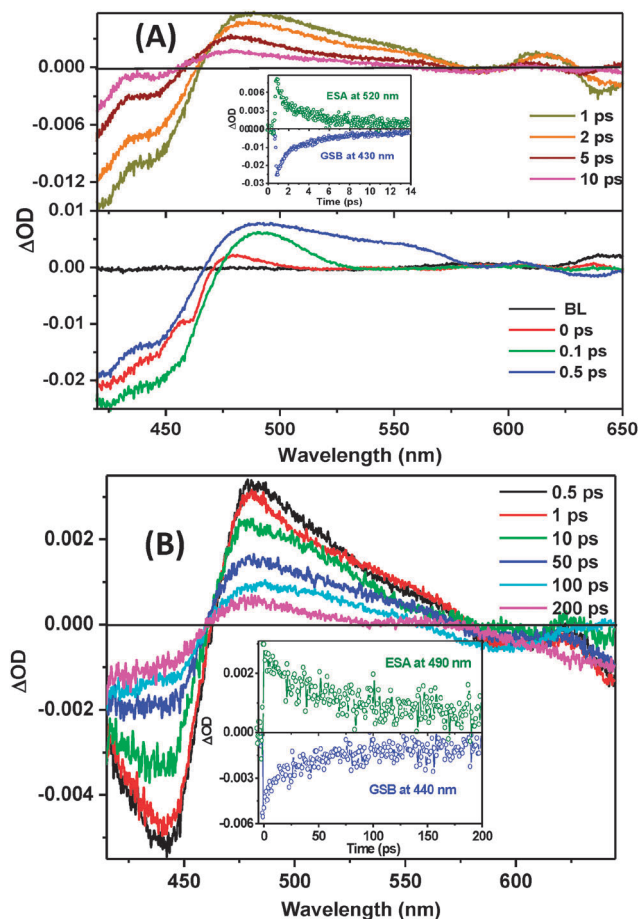 (A)
0.000
-0.006
-0.012
0.006
0.003
0.000
0.000
-0.01
-0.02
-0.03
ΔOD
ESA at 520 nm
GSB at 430 nm
0 2 4 6 8 10 12 14
Time (ps)
1 ps
2 ps
5 ps
10 ps
ΔOD
0.01
0.00
-0.01
-0.02
BL
0 ps
0.1 ps
0.5 ps
450 500 550 600 650
Wavelength (nm)
(B)
0.002
0.000
-0.002
-0.004
ΔOD
0.5 ps
1 ps
10 ps
50 ps
100 ps
200 ps
0.002
0.000
-0.003
-0.006
ΔOD
ESA at 490 nm
GSB at 440 nm
0 50 100 150 200
Time (ps)
450 500 550 600
Wavelength (nm)